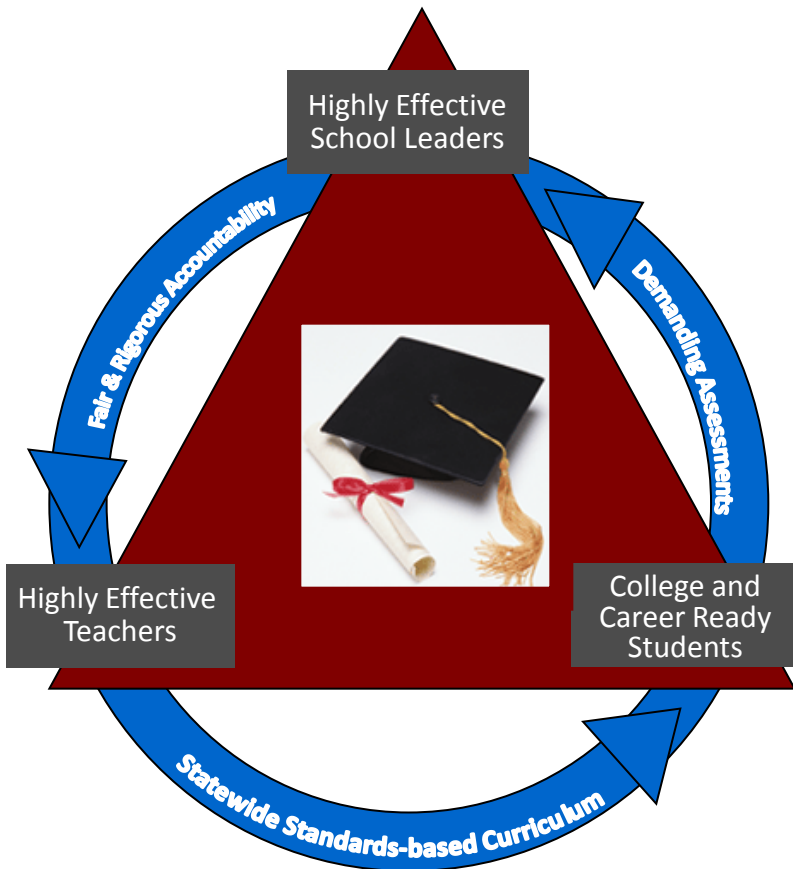 Highly Effective
School Leaders
Fair & Rigorous Accountability
Demanding Assessments
Highly Effective
Teachers
College and
Career Ready
Students
Statewide Standards-based Curriculum